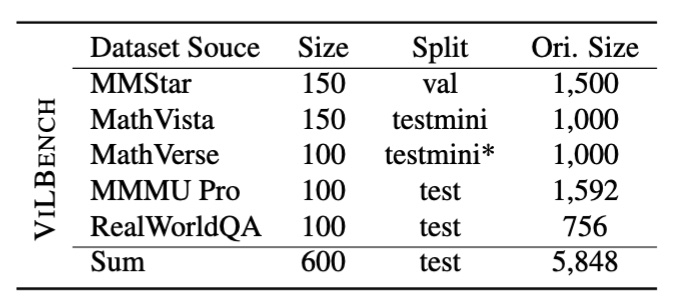 VILBENCH
Dataset Souce Size Split Ori. Size
MMStar 150 val 1,500
MathVista 150 testmini 1,000
MathVerse 100 testmini* 1,000
MMMU Pro 100 test 1,592
RealWorldQA 100 test 756
Sum 600 test 5,848